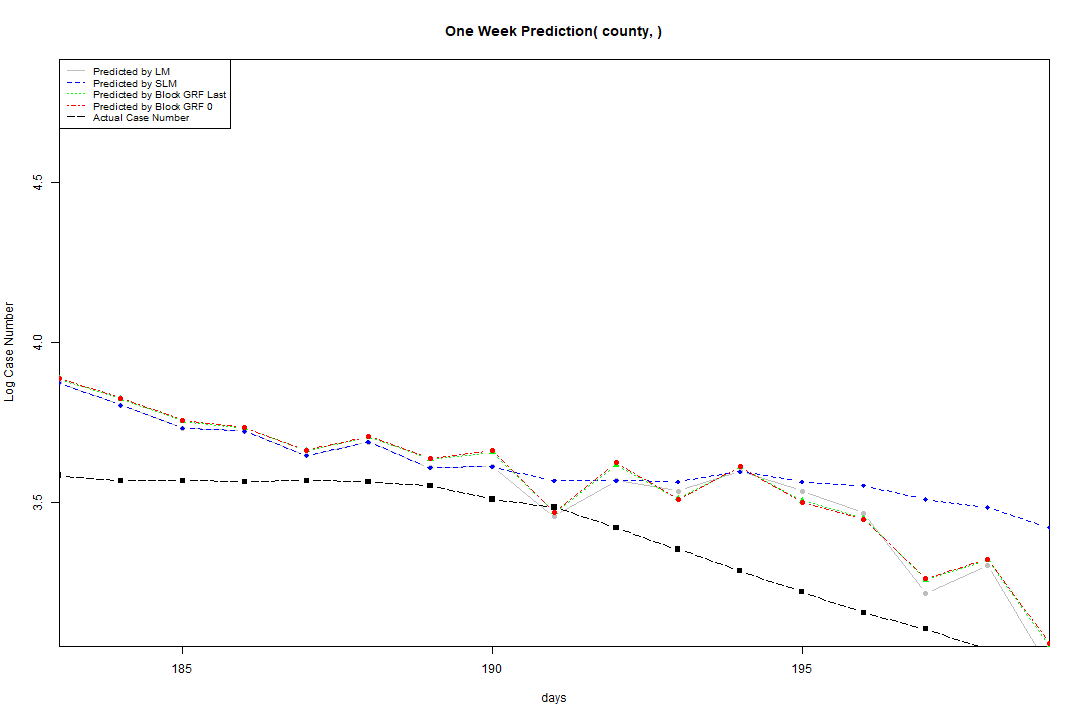 One Week Prediction( county, )
Predicted by LM
Predicted by SLM
Predicted by Block GRF Last
Predicted by Block GRF 0
Actual Case Number
4.5
4.0
3.5
Log Case Number
185
190
195
days